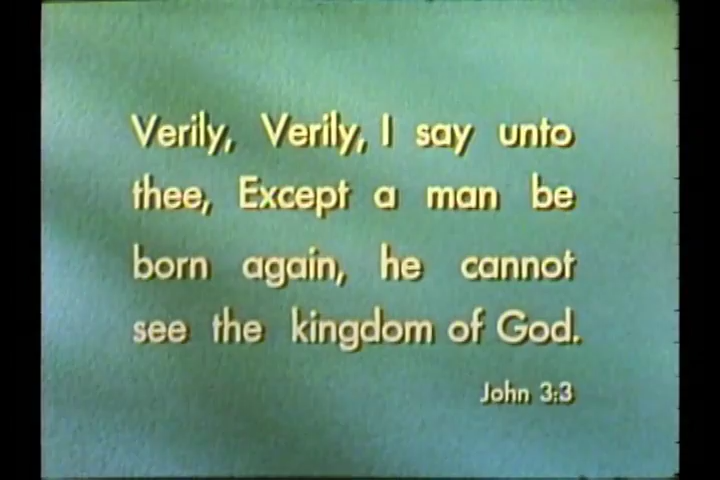 Verily, Verily, I say unto
thee, Except a man be
born again, he cannot
see the kingdom of God.
John 3:3